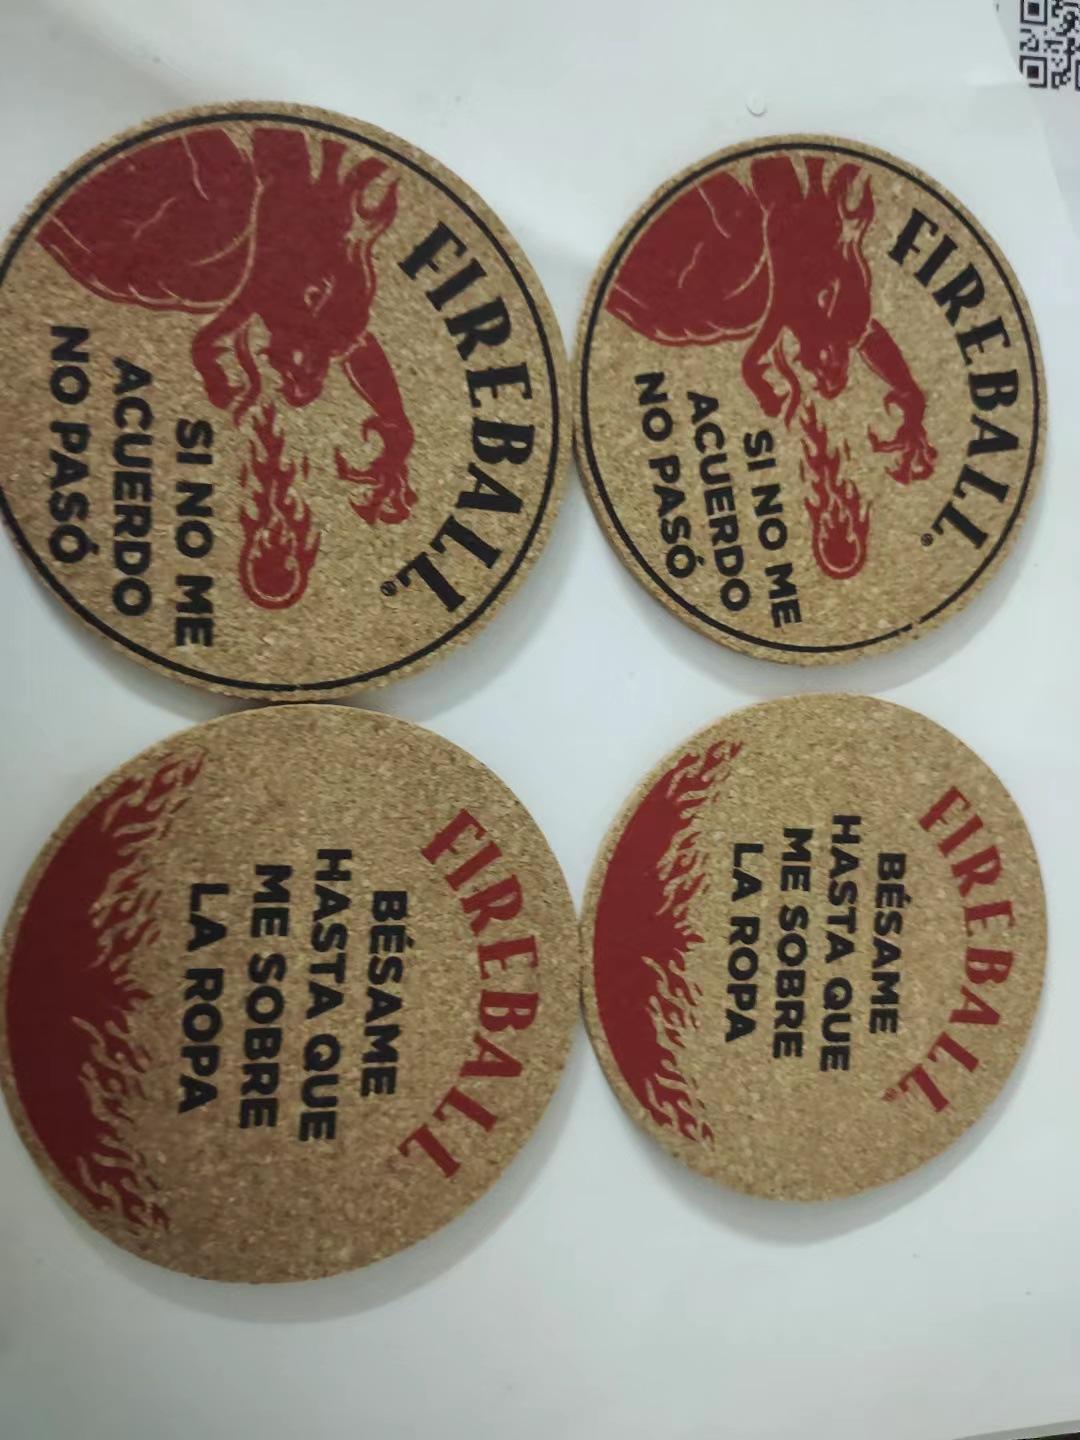 FIREBALL®
SI NO ME
ACUERDO
NO PASÓ
FIREBALL®
SI NO ME
ACUERDO
NO PASÓ
FIREBALL
BÉSAME
HASTA QUE
ME SOBRE
LA ROPA
FIREBALL
BÉSAME
HASTA QUE
ME SOBRE
LA ROPA